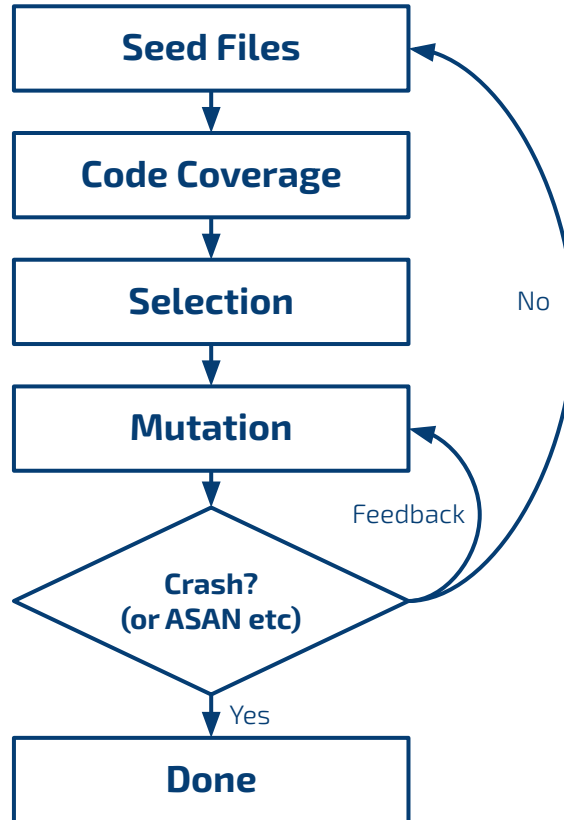 Seed Files
Code Coverage
Selection
No
Mutation
Feedback
Crash?
(or ASAN etc)
Yes
Done